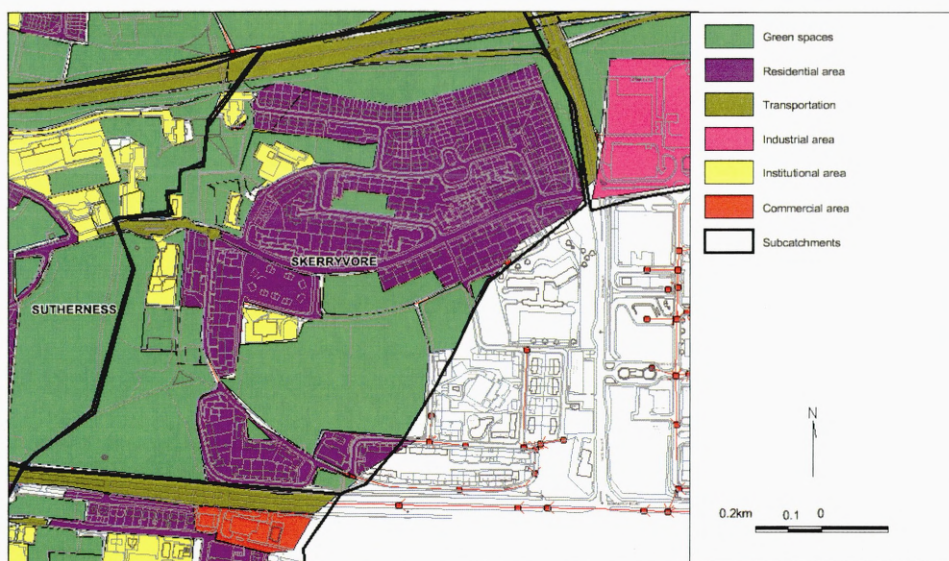 Green spaces
Residential area
Transportation
Industrial area
Institutional area
Commercial area
Subcatchments
SKERRYVORE
SUTHERNESS
N
0.2km 0.1 0